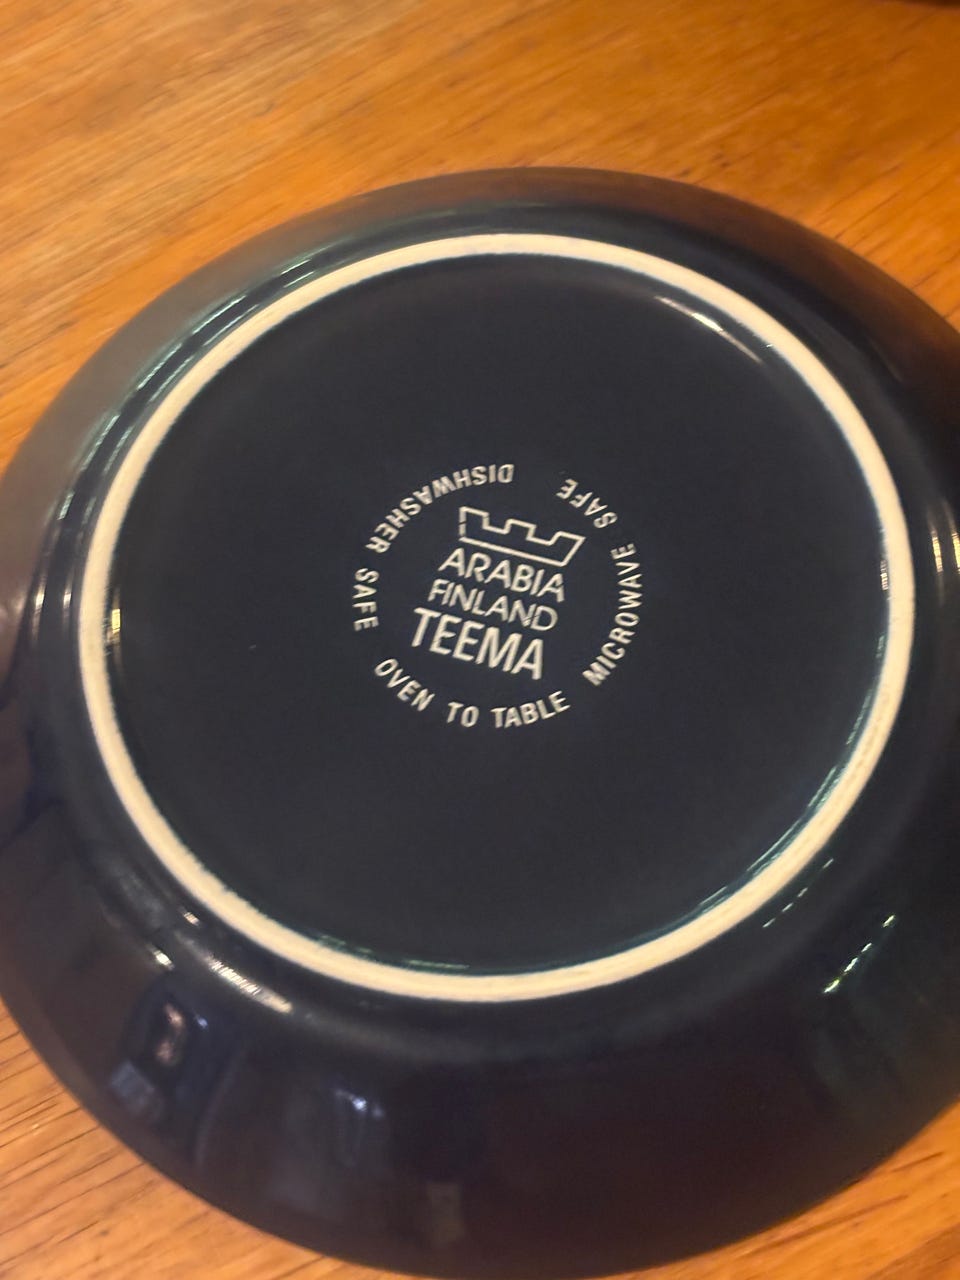 ARABIA
FINLAND
TEEMA
DISHWASHER SAFE
OVEN TO TABLE
MICROWAVE SAFE